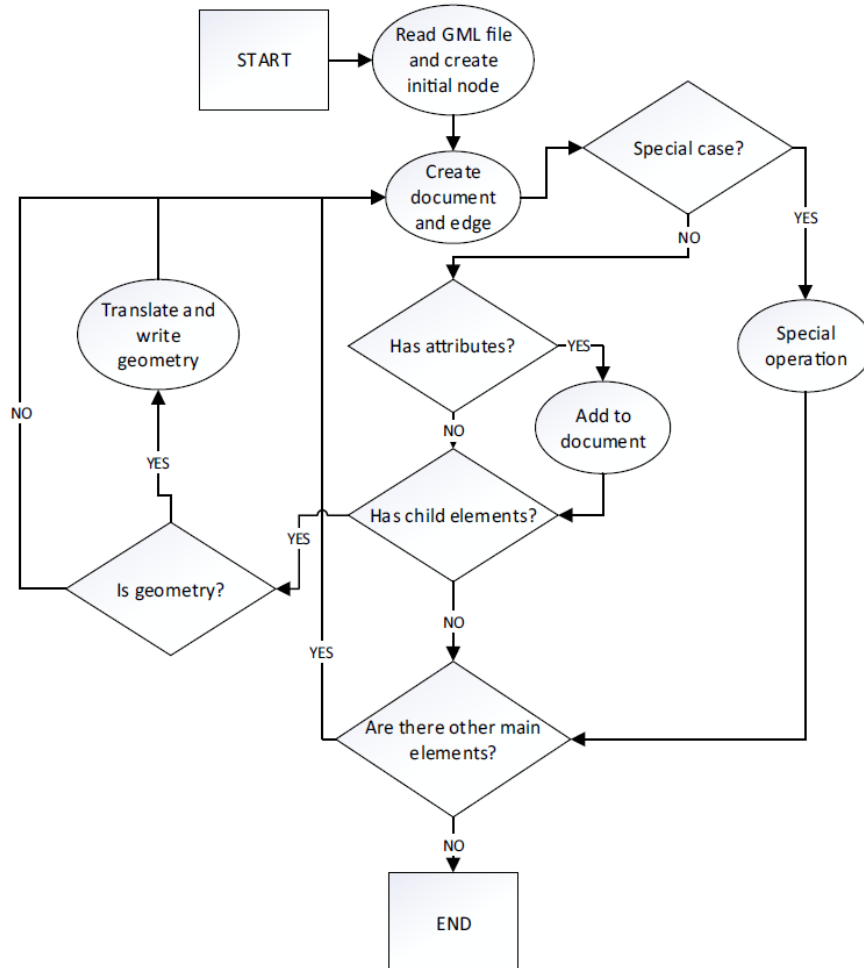 START
Read GML file
and create
initial node
Special case?
Create
document
and edge
YES
NO
Translate and
write
geometry
Has attributes?
YES
Special
operation
NO
Add to
document
NO
YES
Has child elements?
YES
Is geometry?
NO
YES
Are there other main
elements?
NO
END